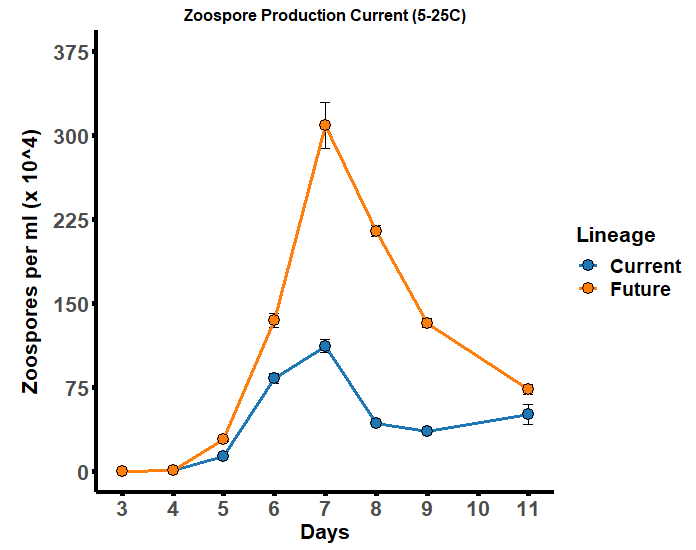 Zoospore Production Current (5-25C)
Zoospores per ml (x 10^4)
375
300
225
150
75
0
3 4 5 6 7 8 9 10 11
Days
Lineage
Current
Future